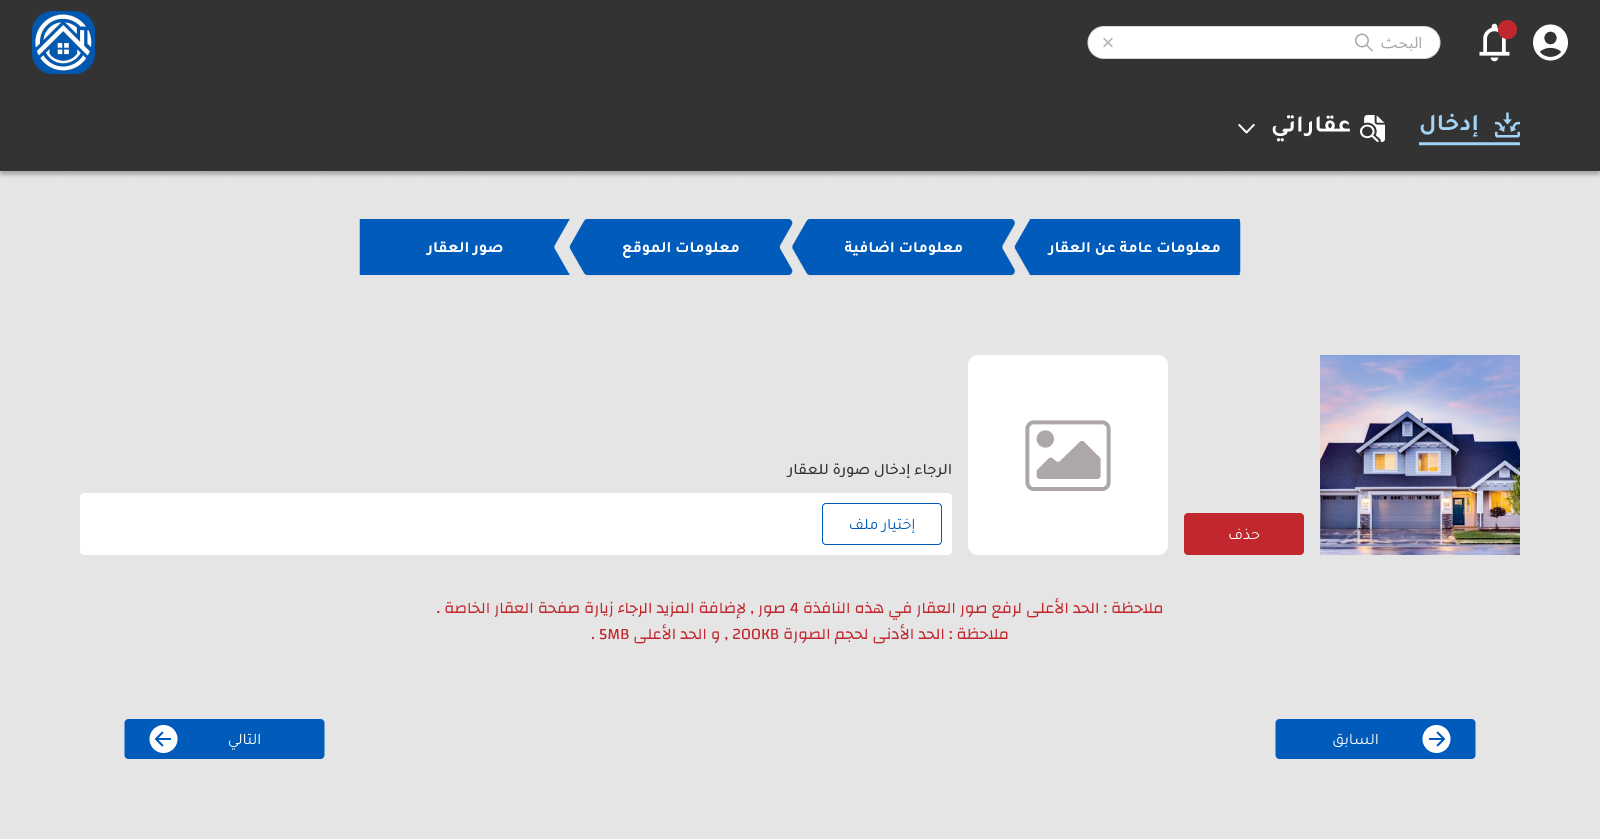 البحث
إدخال
عقاراتي
معلومات عامة عن العقار
معلومات اضافية
معلومات الموقع
صور العقار
حذف
الرجاء إدخال صورة للعقار
إختيار ملف
ملاحظة : الحد الأعلى لرفع صور العقار في هذه النافذة 4 صور , لإضافة المزيد الرجاء زيارة صفحة العقار الخاصة .
ملاحظة : الحد الأدنى لحجم الصورة 200KB , و الحد الأعلى 5MB .
السابق
التالي